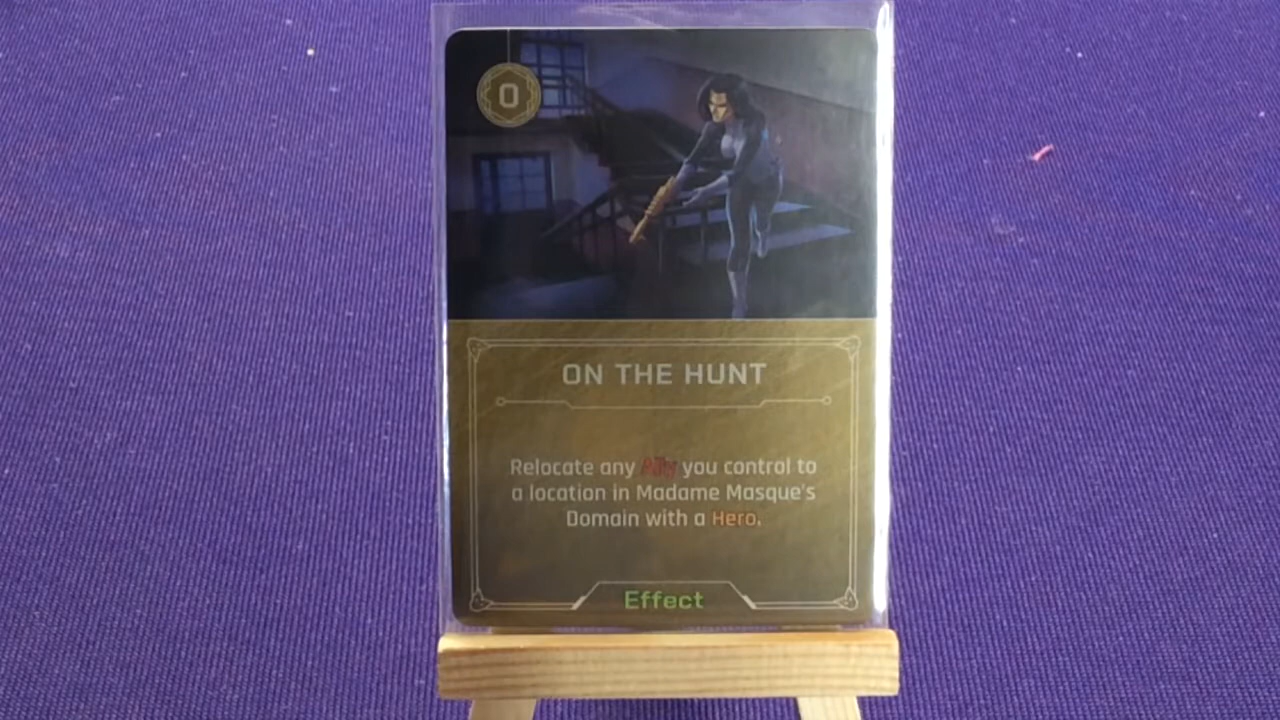 0
ON THE HUNT
Relocate any Ally you control to
a location in Madame Masque's
Domain with a Hero.
Effect